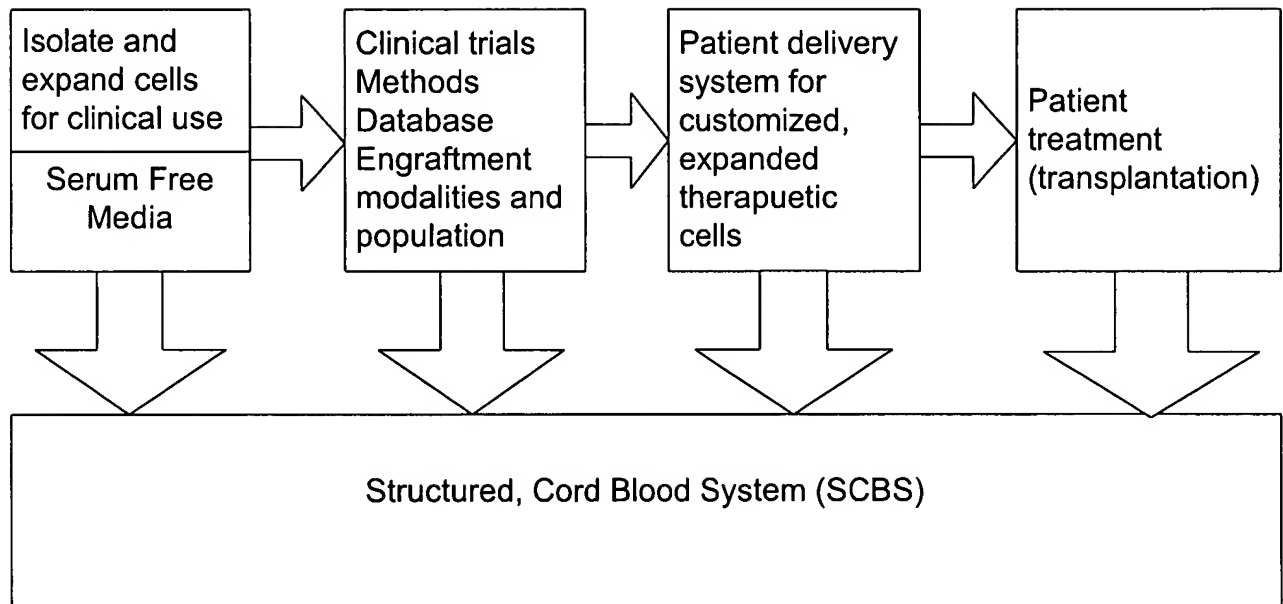 Isolate and
expand cells
for clinical use
Serum Free
Media
Clinical trials
Methods
Database
Engraftment
modalities and
population
Patient delivery
system for
customized,
expanded
therapuetic
cells
Patient
treatment
(transplantation)
Structured, Cord Blood System (SCBS)